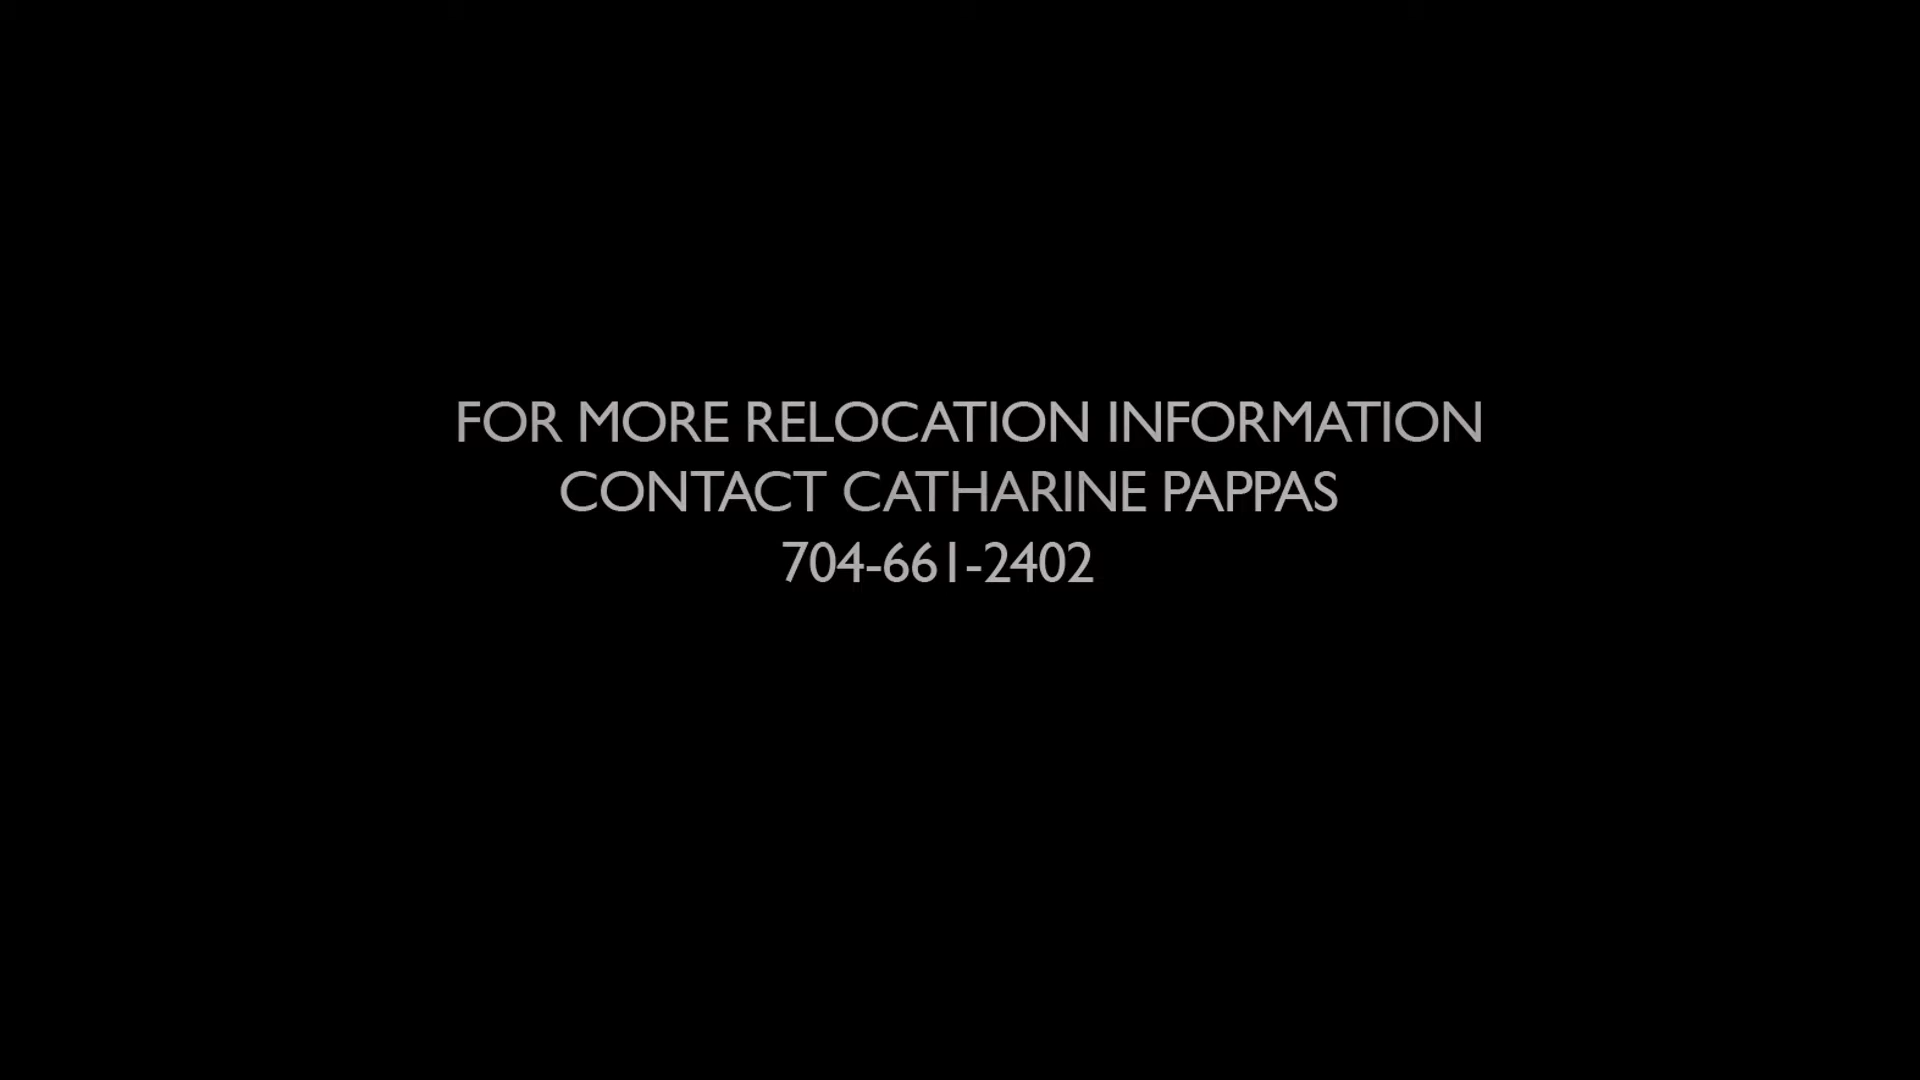 FOR MORE RELOCATION INFORMATION
CONTACT CATHARINE PAPPAS
704-661-2402